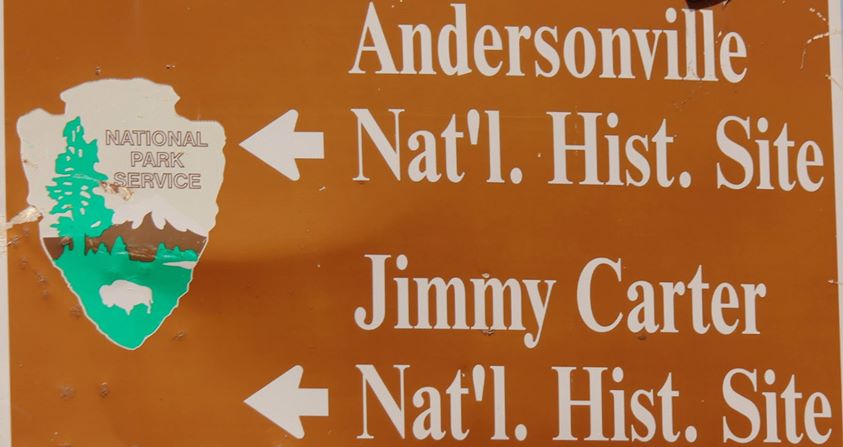 NATIONAL
PARK
SERVICE
Andersonville
Nat'l. Hist. Site
Jimmy Carter
Nat'l. Hist. Site